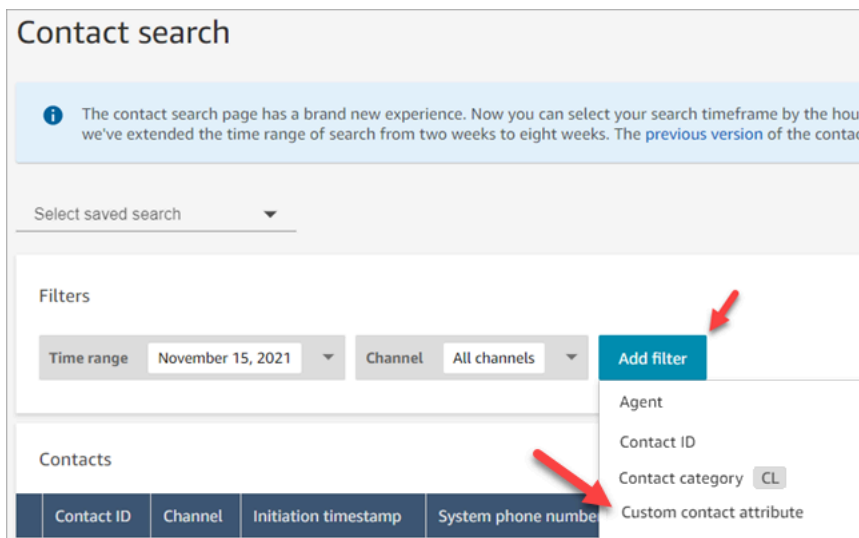 Contact search
The contact search page has a brand new experience. Now you can select your search timeframe by the hou
we've extended the time range of search from two weeks to eight weeks. The previous version of the contac
Select saved search
Filters
Time range November 15, 2021 Channel All channels Add filter
Agent
Contact ID
Contact category CL
Custom contact attribute
Contacts
Contact ID Channel Initiation timestamp System phone number